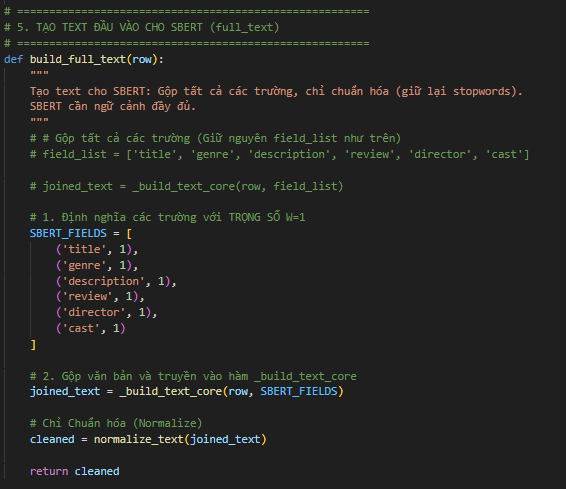 # =======================================================
# 5. TẠO TEXT ĐẦU VÀO CHO SBERT (full_text)
# =======================================================
def build_full_text(row):
    """
    Tạo text cho SBERT: Gộp tất cả các trường, chỉ chuẩn hóa (giữ lại stopwords).
    SBERT cần ngữ cảnh đầy đủ.
    """
    # # Gộp tất cả các trường (Giữ nguyên field_list như trên)
    # field_list = ['title', 'genre', 'description', 'review', 'director', 'cast']
    # joined_text = _build_text_core(row, field_list)
    # 1. Định nghĩa các trường với TRỌNG SỐ W=1
    SBERT_FIELDS = [
        ('title', 1),
        ('genre', 1),
        ('description', 1),
        ('review', 1),
        ('director', 1),
        ('cast', 1)
    ]
    # 2. Gộp văn bản và truyền vào hàm _build_text_core
    joined_text = _build_text_core(row, SBERT_FIELDS)
    # Chỉ Chuẩn hóa (Normalize)
    cleaned = normalize_text(joined_text)
    return cleaned